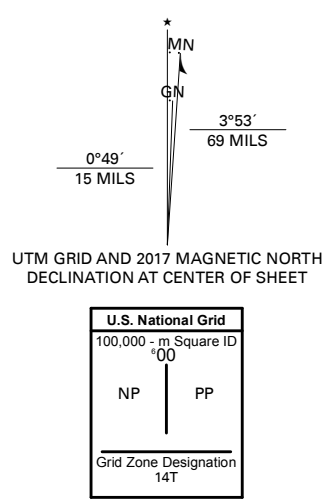 ★
MN
GN
3°53´
69 MILS
0°49´
15 MILS
UTM GRID AND 2017 MAGNETIC NORTH
DECLINATION AT CENTER OF SHEET
U.S. National Grid
100,000 - m Square ID
⁶00
NP PP
Grid Zone Designation
14T